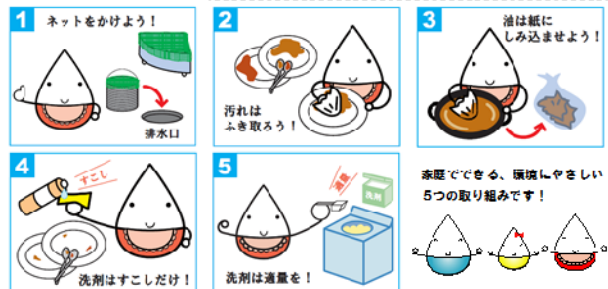 1
ネットをかけよう!
排水口
2
汚れは
ふき取ろう!
3
油は紙に
しみ込ませよう!
4
すこし
洗剤はすこしだけ!
5
適量
洗剤
洗剤は適量を!
家庭でできる、環境にやさしい
5つの取り組みです!